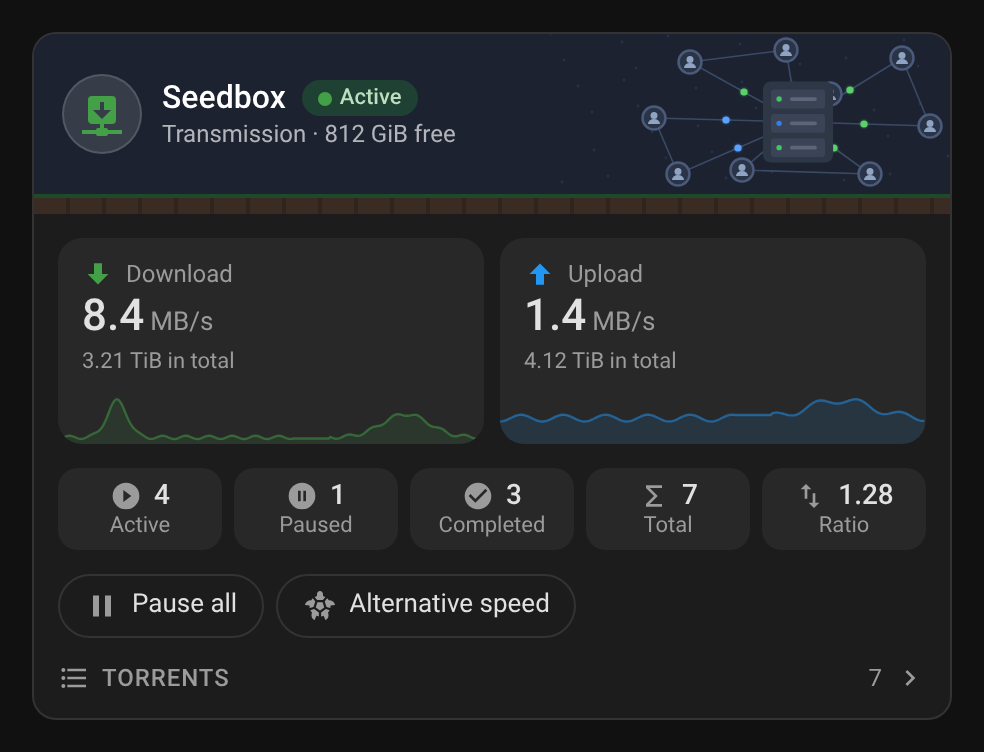 Seedbox Active
Transmission · 812 GiB free
Download
8.4 MB/s
3.21 TiB in total
Upload
1.4 MB/s
4.12 TiB in total
4
Active
1
Paused
3
Completed
7
Total
1.28
Ratio
Pause all
Alternative speed
TORRENTS 7